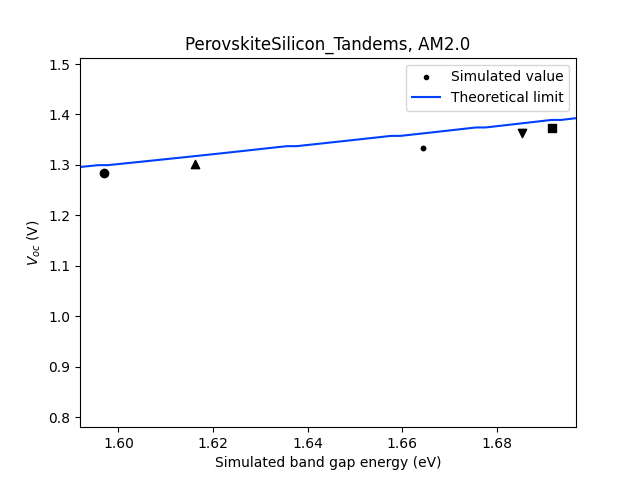 PerovskiteSilicon_Tandems, AM2.0
Simulated value
Theoretical limit
V_oc (V)
1.5
1.4
1.3
1.2
1.1
1.0
0.9
0.8
1.60 1.62 1.64 1.66 1.68
Simulated band gap energy (eV)